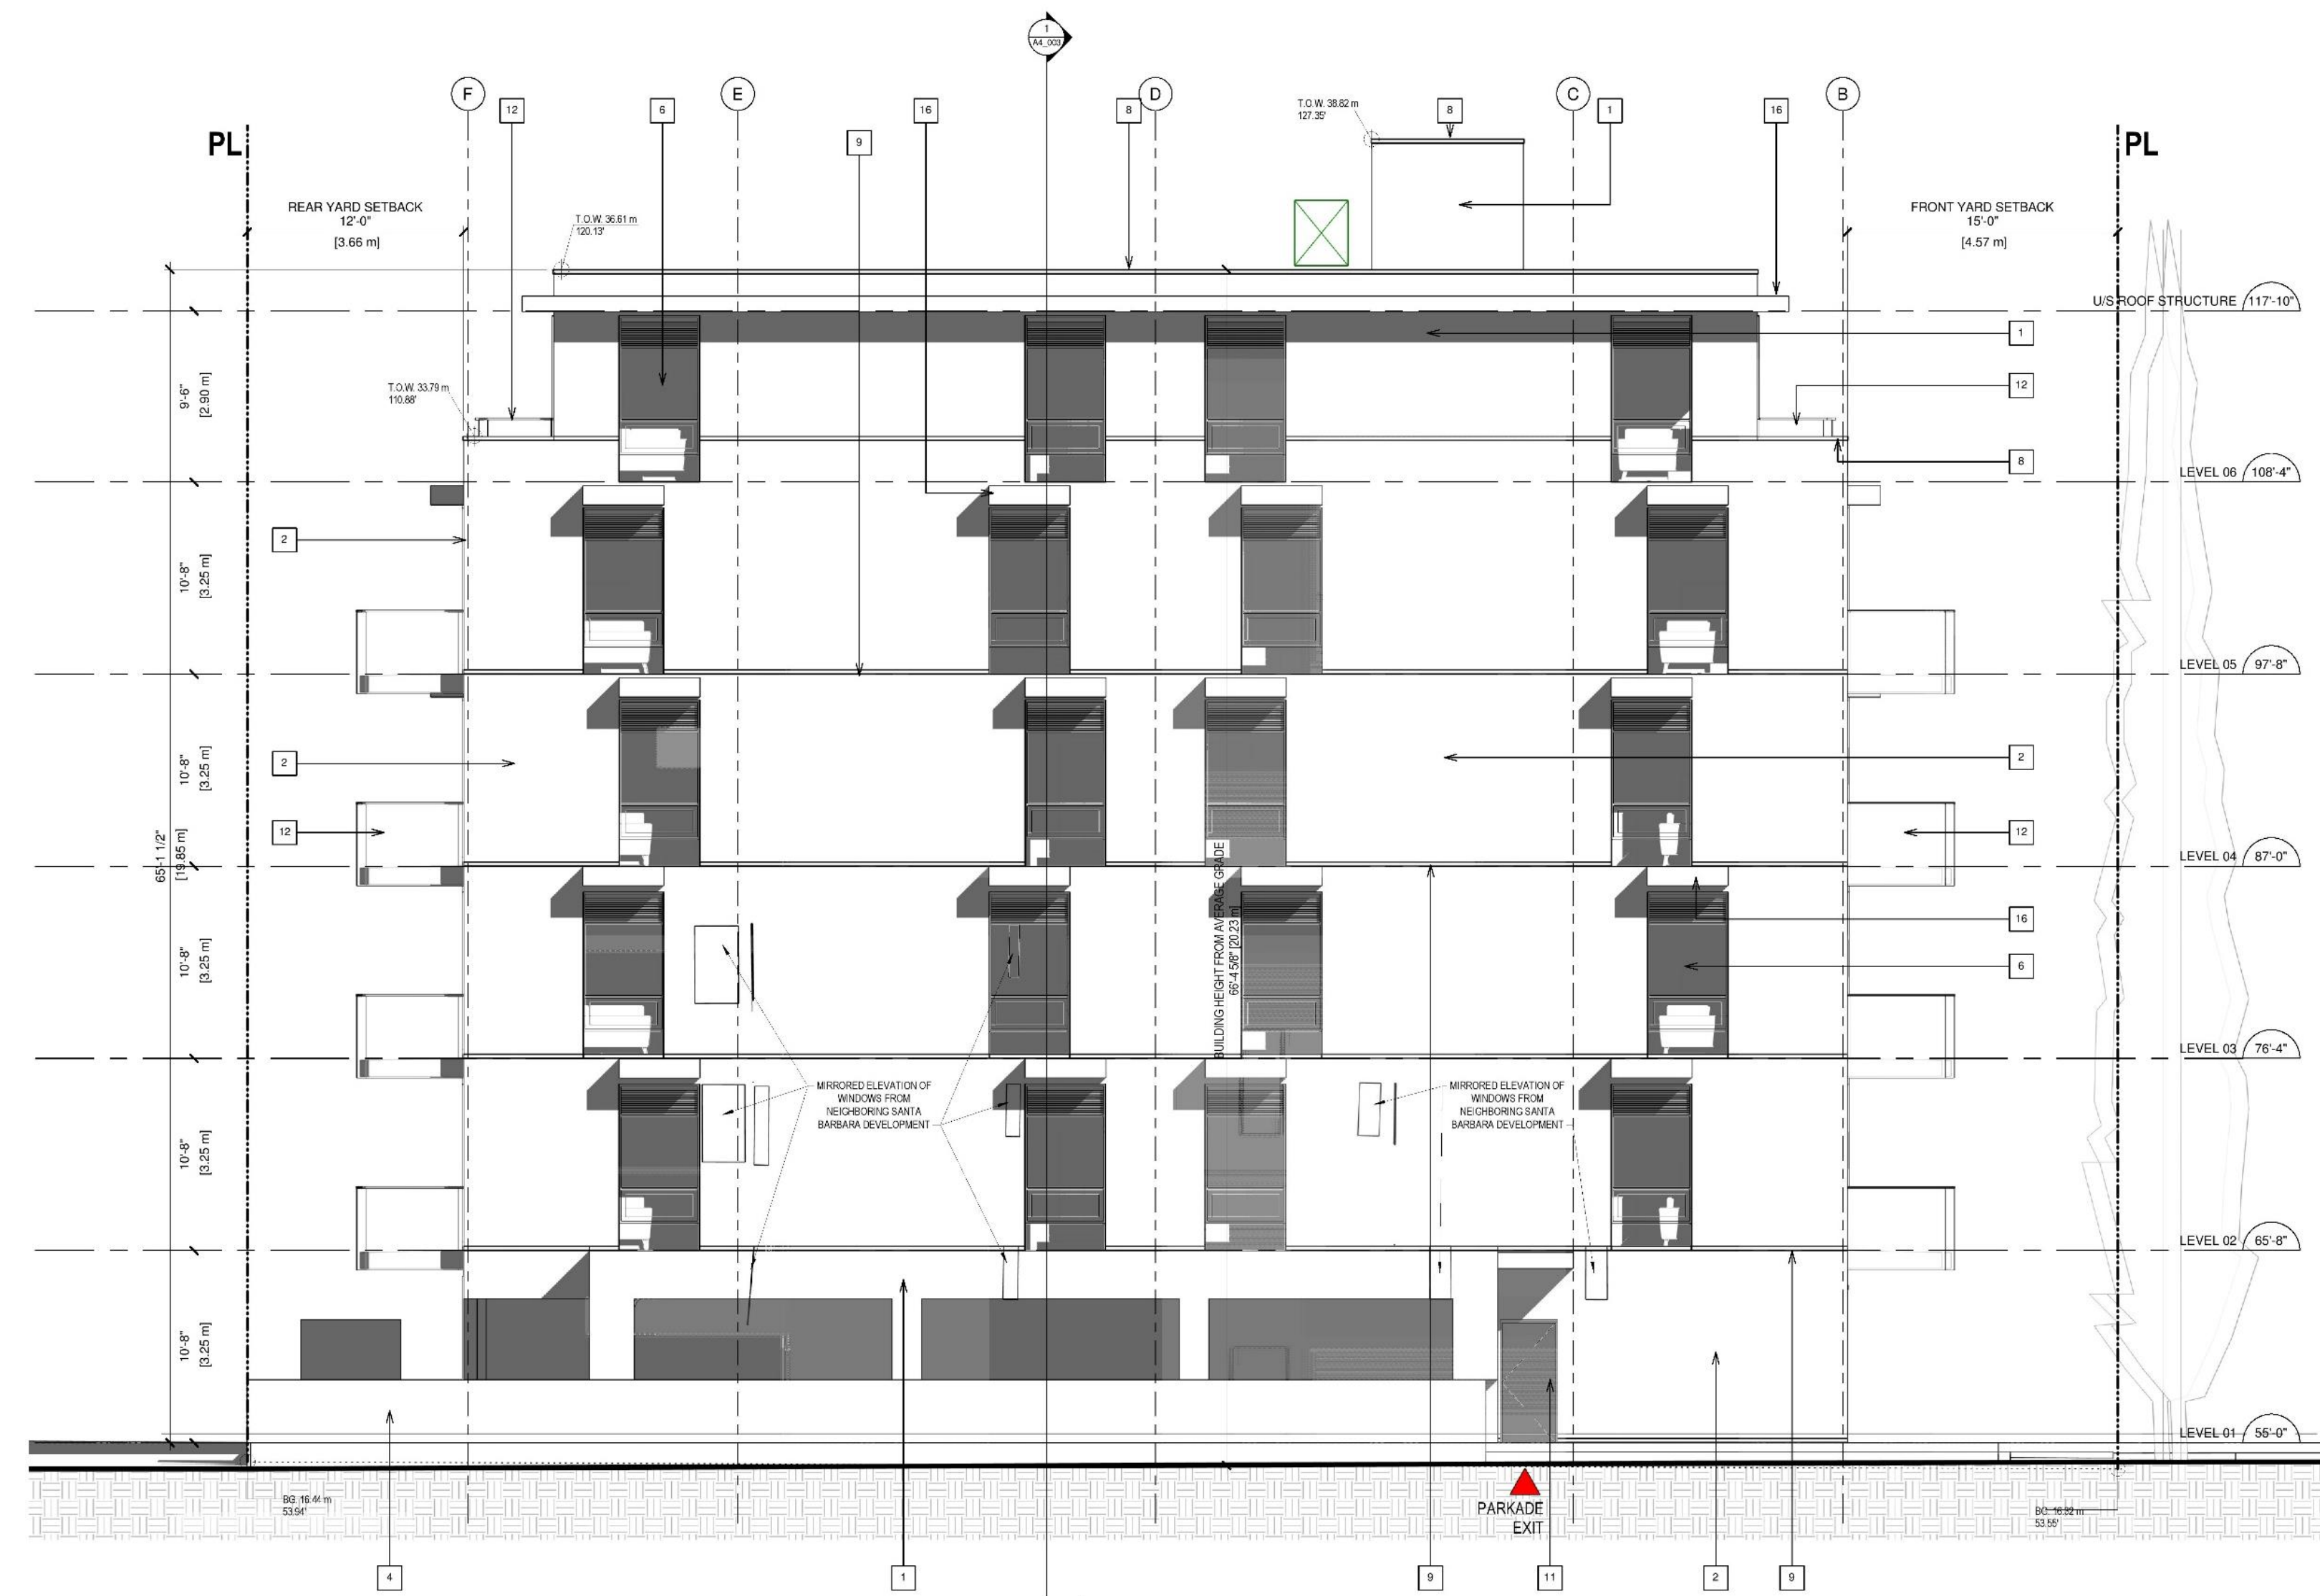 1
A4_003
F
12
6
E
9
16
8
D
T.O.W. 38.82 m
127.35'
8
C
1
16
B
PL
PL
REAR YARD SETBACK
12'-0"
[3.66 m]
T.O.W. 36.61 m
120.13'
FRONT YARD SETBACK
15'-0"
[4.57 m]
U/S ROOF STRUCTURE
117'-10"
1
9'-6"
[2.90 m]
T.O.W. 33.79 m
110.88'
12
8
LEVEL 06
108'-4"
2
10'-8"
[3.25 m]
LEVEL 05
97'-8"
2
10'-8"
[3.25 m]
2
12
12
65'-1 1/2"
[19.85 m]
LEVEL 04
87'-0"
BUILDING HEIGHT FROM AVERAGE GRADE
66'-4 5/8" [20.23 m]
16
10'-8"
[3.25 m]
6
LEVEL 03
76'-4"
MIRRORED ELEVATION OF
WINDOWS FROM
NEIGHBORING SANTA
BARBARA DEVELOPMENT
MIRRORED ELEVATION OF
WINDOWS FROM
NEIGHBORING SANTA
BARBARA DEVELOPMENT
10'-8"
[3.25 m]
LEVEL 02
65'-8"
10'-8"
[3.25 m]
LEVEL 01
55'-0"
BG. 16.44 m
53.94'
PARKADE
EXIT
BG. 16.32 m
53.55'
4
1
9
11
2
9